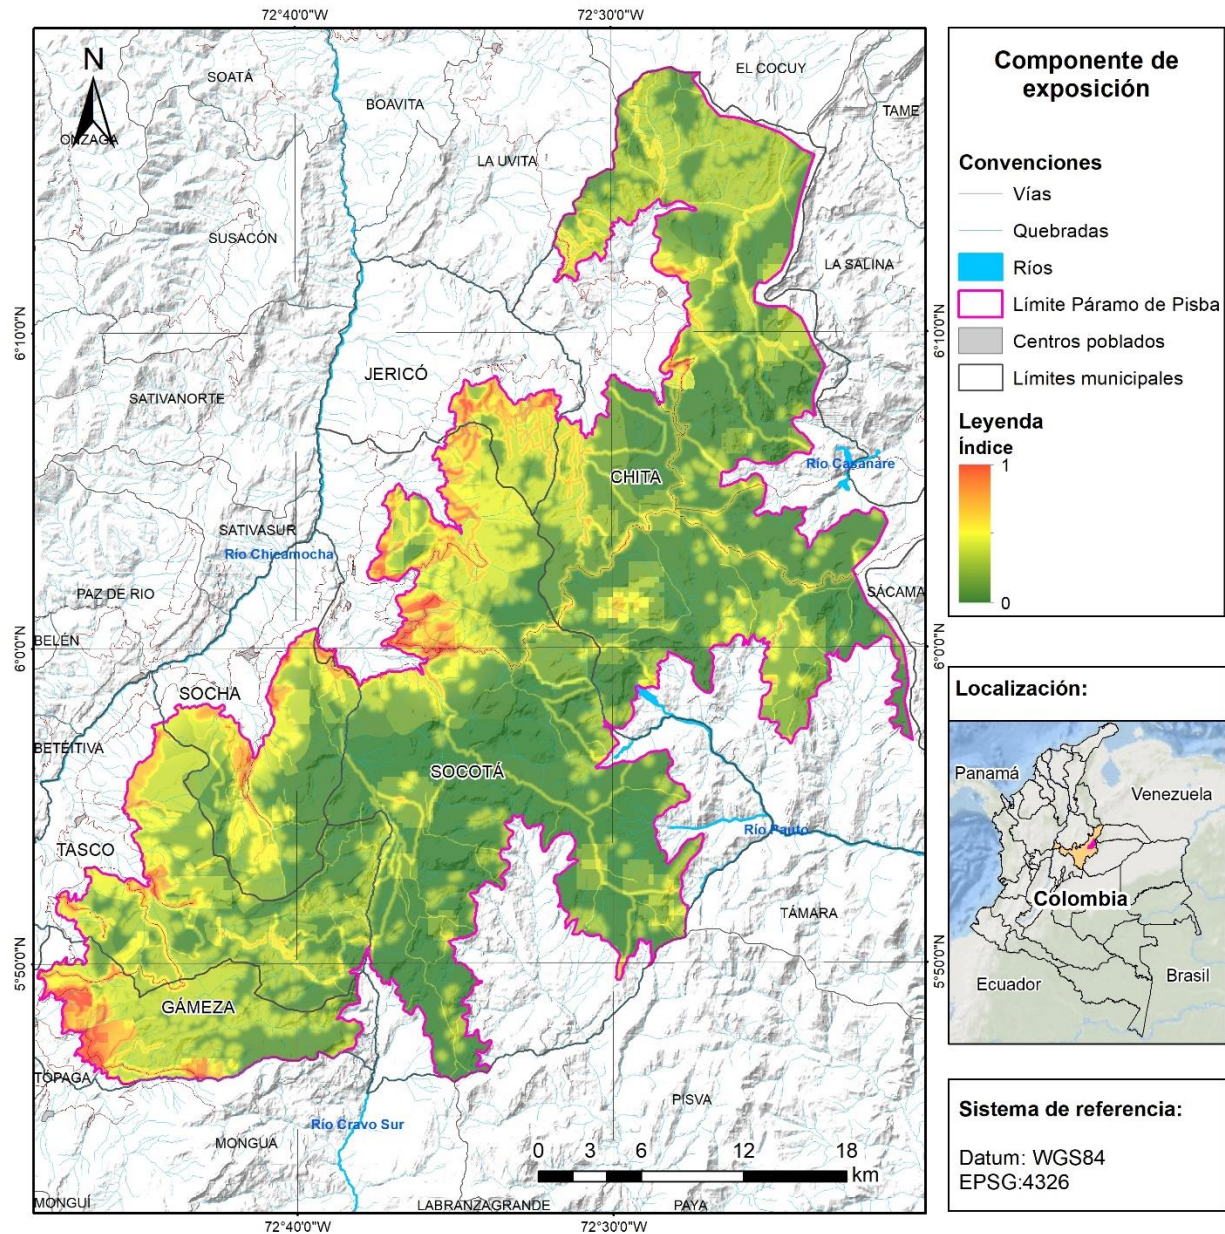 72°40'0"W
72°30'0"W
N
SOATÁ
BOAVITA
EL COCUY
TAME
ONZAGA
LA UVITA
SUSACÓN
LA SALINA
6°10'0"N
6°10'0"N
JERICÓ
SATIVANORTE
CHITA
Río Casanare
SATIVASUR
Río Chicamocha
PAZ DE RIO
SÁCAMA
BELÉN
6°0'0"N
6°0'0"N
SOCHA
BETÉITIVA
SOCOTÁ
Río Pauto
TASCO
TÁMARA
5°50'0"N
5°50'0"N
GÁMEZA
TÓPAGA
PISVA
Río Cravo Sur
MONGUA
0 3 6 12 18
km
MONGUÍ
LABRANZAGRANDE
PAYA
72°40'0"W
72°30'0"W
Componente de
exposición
Convenciones
Vías
Quebradas
Ríos
Límite Páramo de Pisba
Centros poblados
Límites municipales
Leyenda
Índice
1
0
Localización:
Panamá
Venezuela
Colombia
Ecuador
Brasil
Sistema de referencia:
Datum: WGS84
EPSG:4326